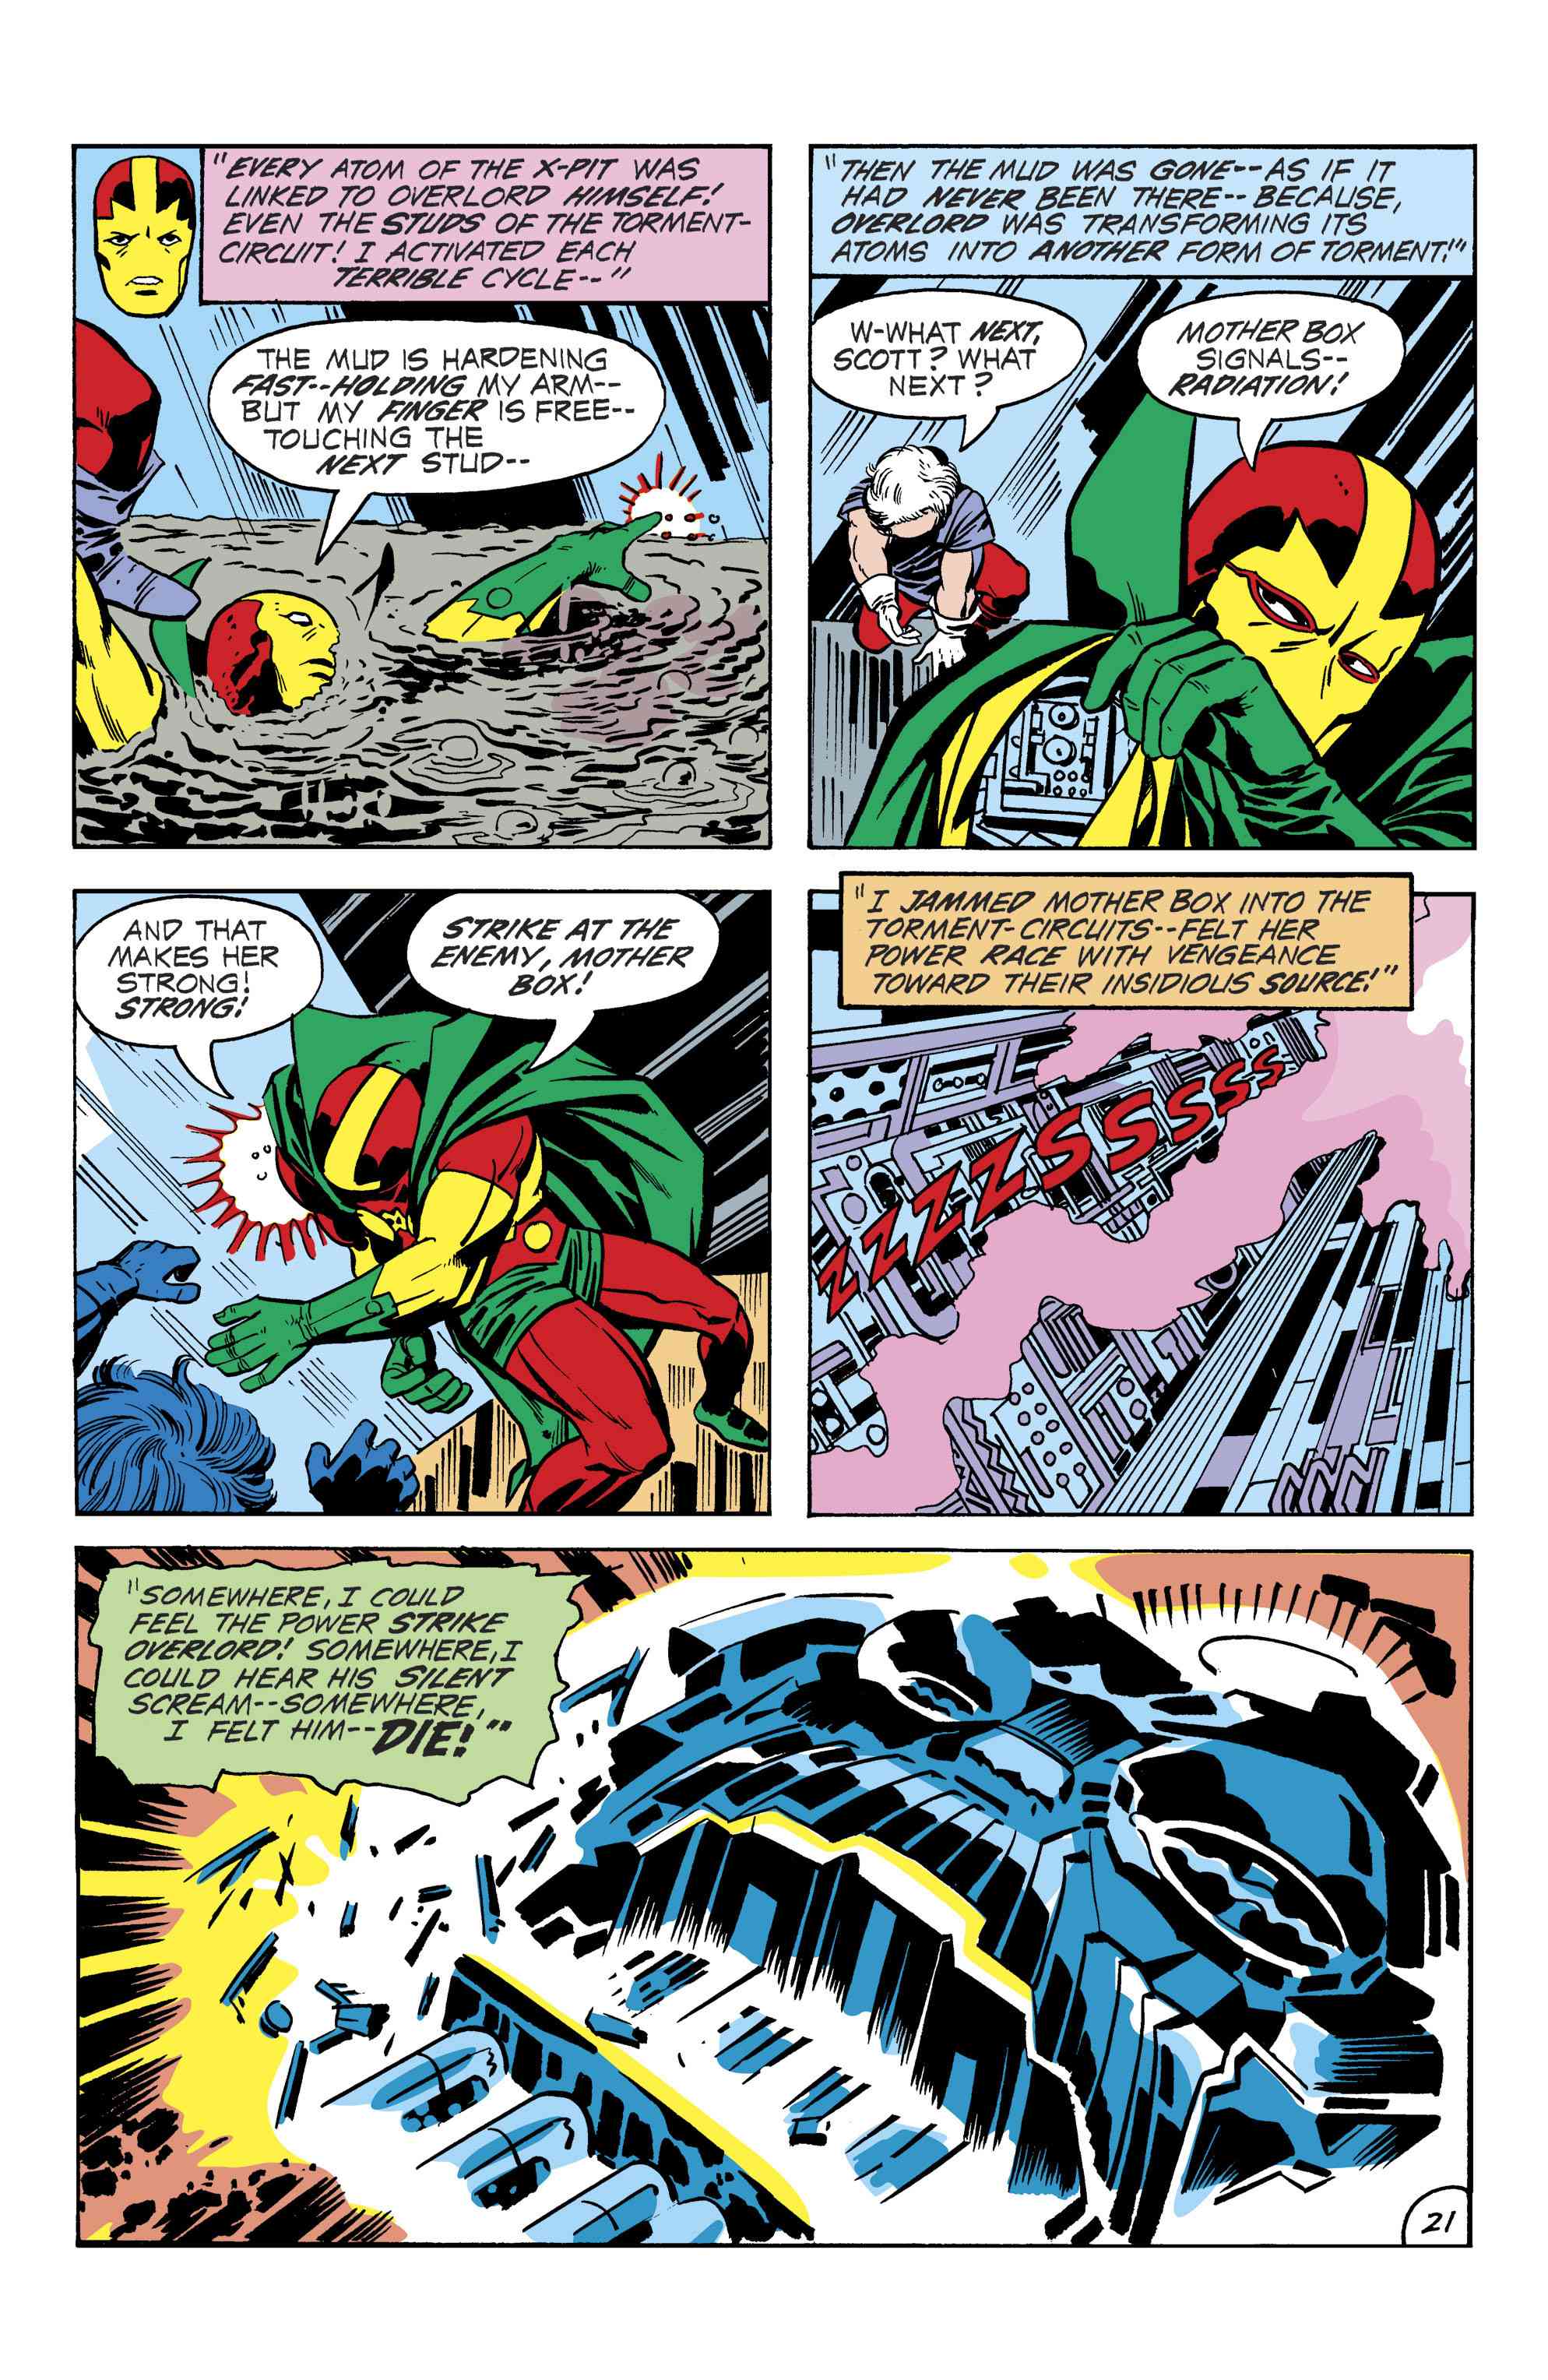 "EVERY ATOM OF THE X-PIT WAS
LINKED TO OVERLORD HIMSELF!
EVEN THE STUDS OF THE TORMENT-
CIRCUIT! I ACTIVATED EACH
TERRIBLE CYCLE--"
THE MUD IS HARDENING
FAST--HOLDING MY ARM--
BUT MY FINGER IS FREE--
TOUCHING THE
NEXT STUD--
"THEN THE MUD WAS GONE--AS IF IT
HAD NEVER BEEN THERE--BECAUSE,
OVERLORD WAS TRANSFORMING ITS
ATOMS INTO ANOTHER FORM OF TORMENT!"
W-WHAT NEXT,
SCOTT? WHAT
NEXT?
MOTHER BOX
SIGNALS--
RADIATION!
AND THAT
MAKES HER
STRONG!
STRONG!
STRIKE AT THE
ENEMY, MOTHER
BOX!
"I JAMMED MOTHER BOX INTO THE
TORMENT-CIRCUITS--FELT HER
POWER RACE WITH VENGEANCE
TOWARD THEIR INSIDIOUS SOURCE!"
ZZZZZSSSSSSS
"SOMEWHERE, I COULD
FEEL THE POWER STRIKE
OVERLORD! SOMEWHERE, I
COULD HEAR HIS SILENT
SCREAM--SOMEWHERE,
I FELT HIM--DIE!"
21